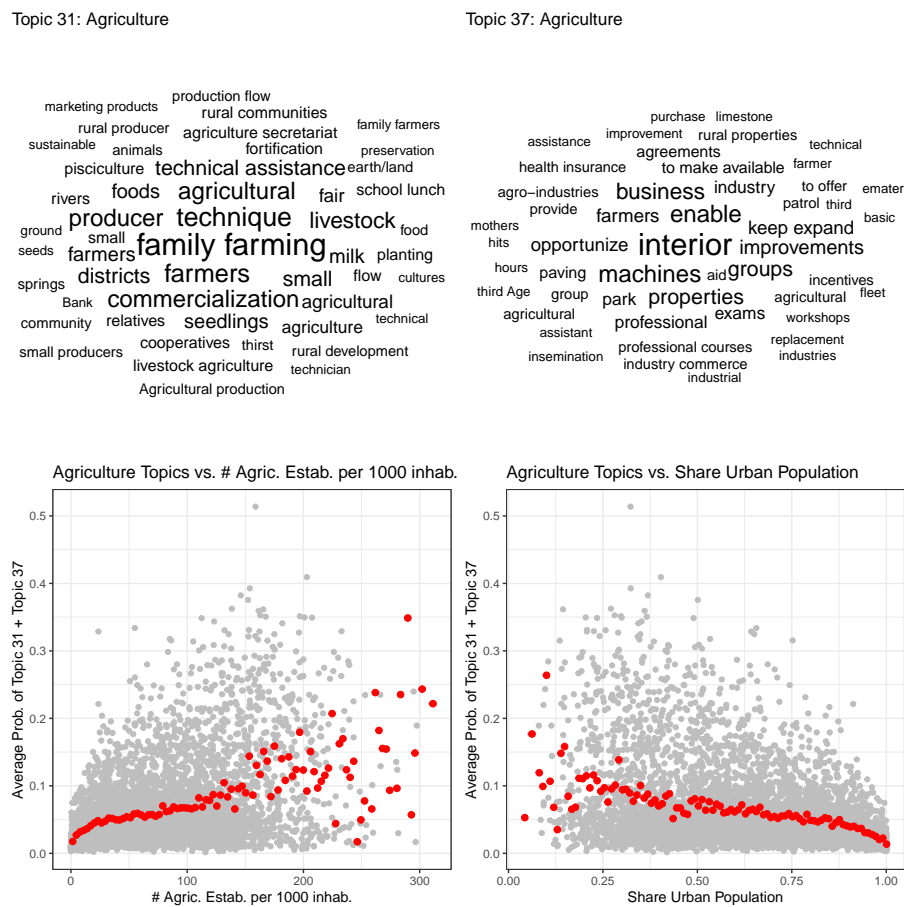 Topic 31: Agriculture
marketing products production flow
rural communities
rural producer agriculture secretariat family farmers
sustainable animals fortification preservation
pisciculture technical assistance earth/land
rivers foods agricultural fair school lunch
producer technique livestock
ground small food
seeds farmers family farming milk planting
springs districts farmers small flow cultures
Bank commercialization agricultural
community relatives seedlings agriculture technical
small producers cooperatives thirst rural development
livestock agriculture technician
Agricultural production
Topic 37: Agriculture
purchase limestone
assistance improvement rural properties technical
agreements
health insurance to make available farmer
agro−industries business industry to offer emater
provide patrol third
mothers farmers enable basic
hits opportunize interior keep expand
improvements
hours paving machines aid groups incentives
third Age group park properties agricultural fleet
agricultural professional exams workshops
assistant replacement
insemination professional courses industries
industry commerce
industrial
Agriculture Topics vs. # Agric. Estab. per 1000 inhab.
Average Prob. of Topic 31 + Topic 37
0.5
0.4
0.3
0.2
0.1
0.0
0 100 200 300
# Agric. Estab. per 1000 inhab.
Agriculture Topics vs. Share Urban Population
Average Prob. of Topic 31 + Topic 37
0.5
0.4
0.3
0.2
0.1
0.0
0.00 0.25 0.50 0.75 1.00
Share Urban Population